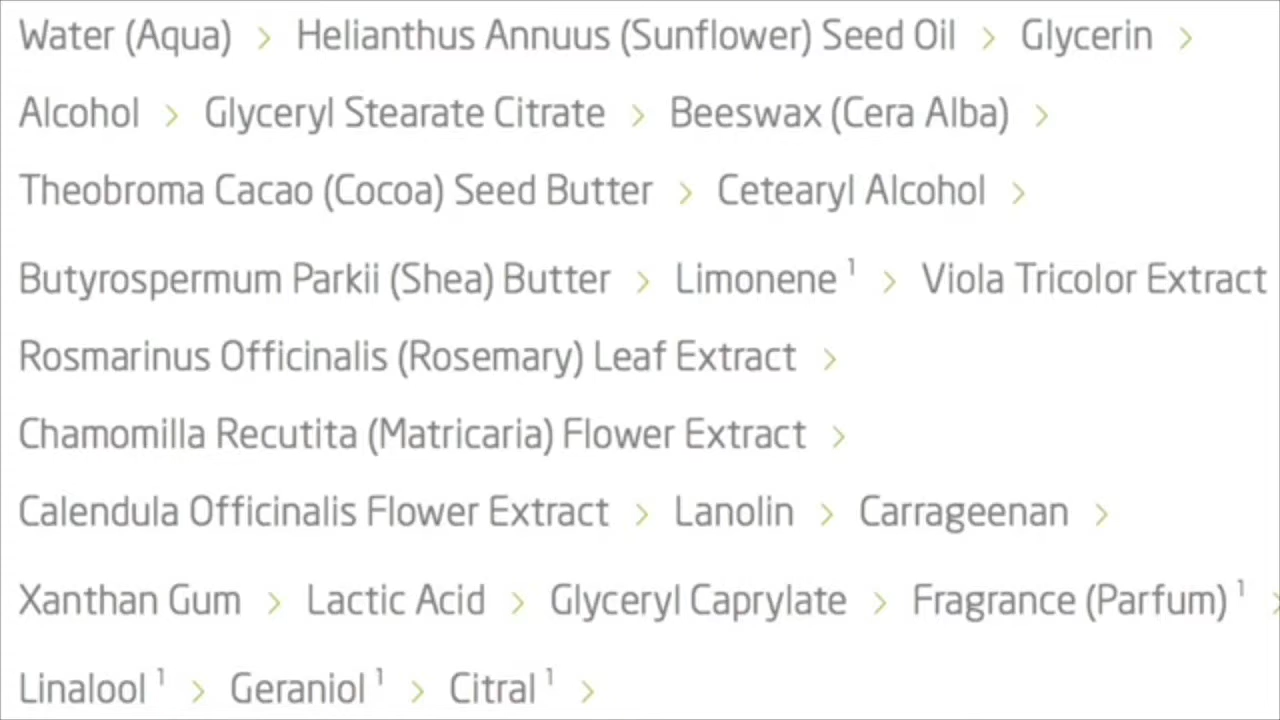 Water (Aqua) > Helianthus Annuus (Sunflower) Seed Oil > Glycerin >
Alcohol > Glyceryl Stearate Citrate > Beeswax (Cera Alba) >
Theobroma Cacao (Cocoa) Seed Butter > Cetearyl Alcohol >
Butyrospermum Parkii (Shea) Butter > Limonene ¹ > Viola Tricolor Extract
Rosmarinus Officinalis (Rosemary) Leaf Extract >
Chamomilla Recutita (Matricaria) Flower Extract >
Calendula Officinalis Flower Extract > Lanolin > Carrageenan >
Xanthan Gum > Lactic Acid > Glyceryl Caprylate > Fragrance (Parfum) ¹ >
Linalool ¹ > Geraniol ¹ > Citral ¹ >